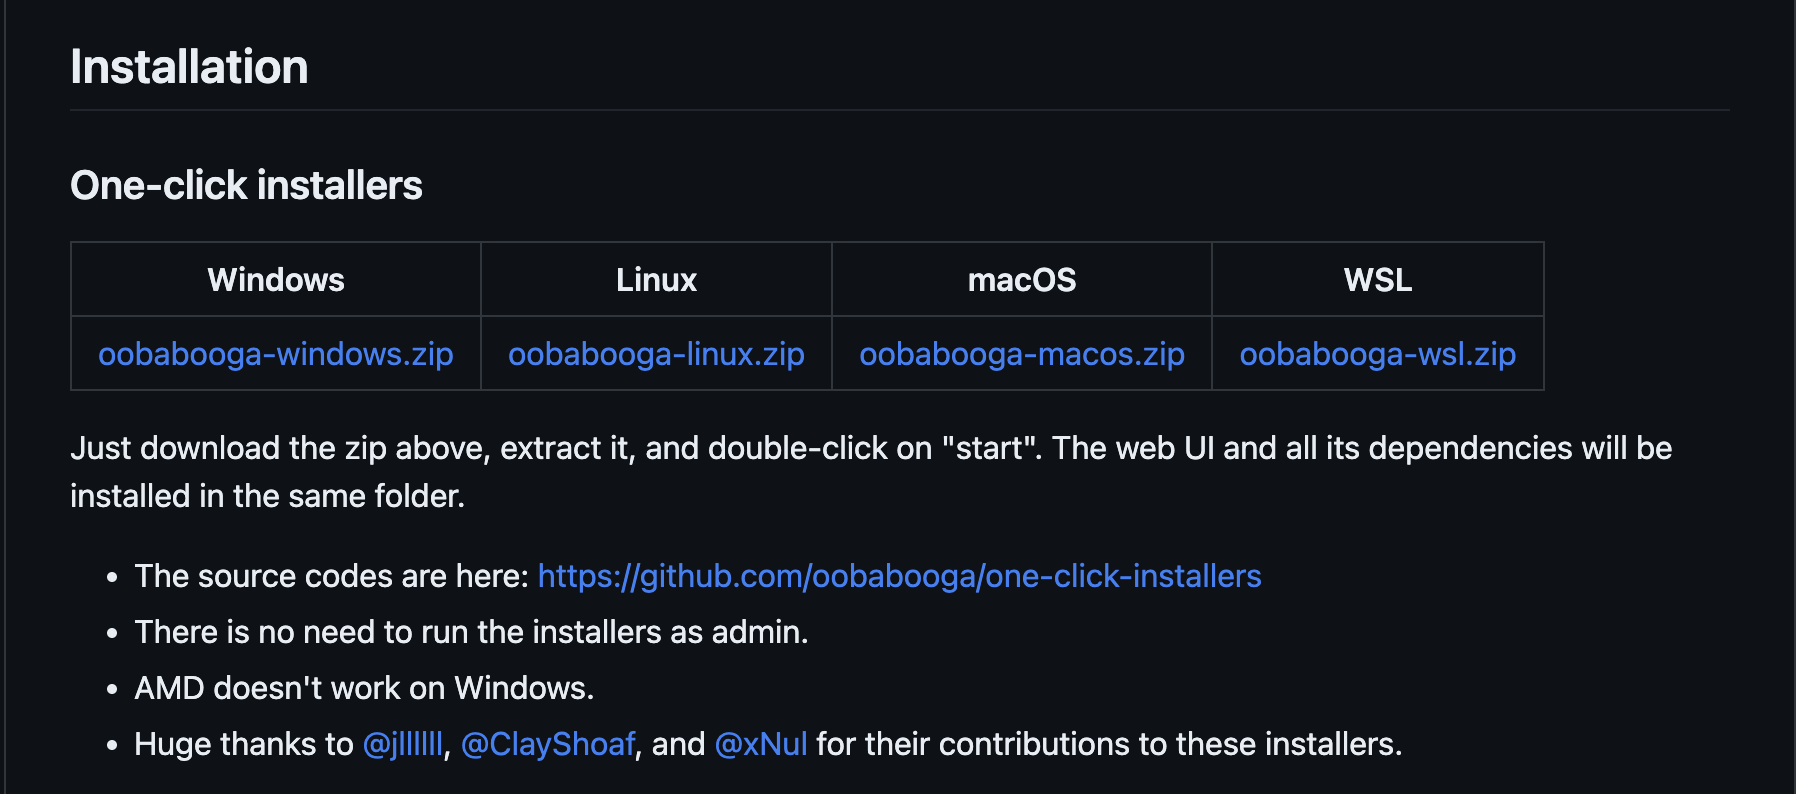 Installation
One-click installers
Windows Linux macOS WSL
oobabooga-windows.zip oobabooga-linux.zip oobabooga-macos.zip oobabooga-wsl.zip
Just download the zip above, extract it, and double-click on "start". The web UI and all its dependencies will be
installed in the same folder.
• The source codes are here: https://github.com/oobabooga/one-click-installers
• There is no need to run the installers as admin.
• AMD doesn't work on Windows.
• Huge thanks to @jllllll, @ClayShoaf, and @xNul for their contributions to these installers.